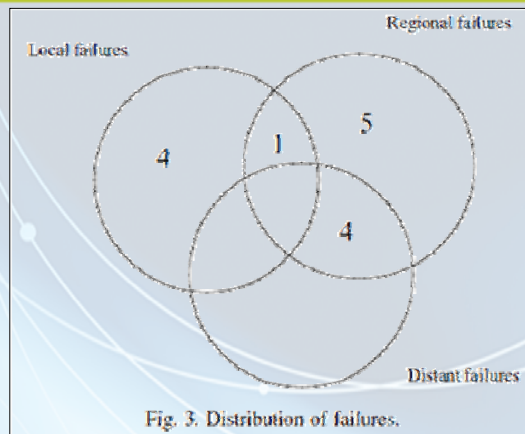 Regional failures
Local failures
5
1
4
4
Distant failures
Fig. 3. Distribution of failures.